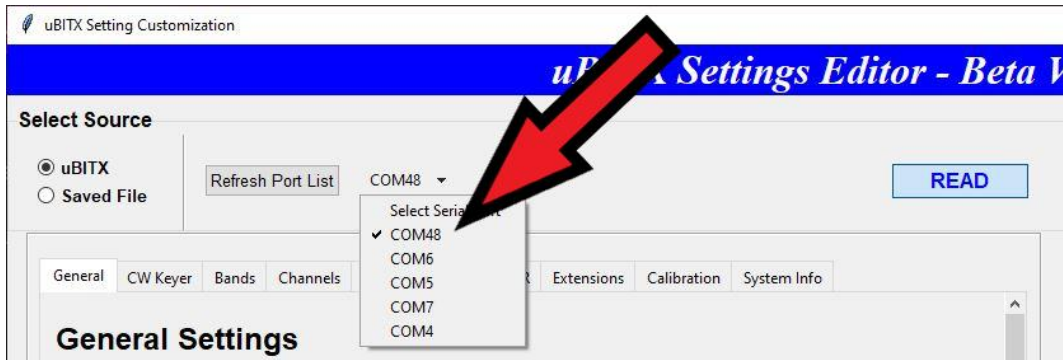 uBITX Setting Customization
Settings Editor - Beta
Select Source
uBITX
Saved File
Refresh Port List
COM48
READ
Select
COM48
COM6
COM5
COM7
COM4
General CW Keyer Bands Channels Extensions Calibration System Info
General Settings